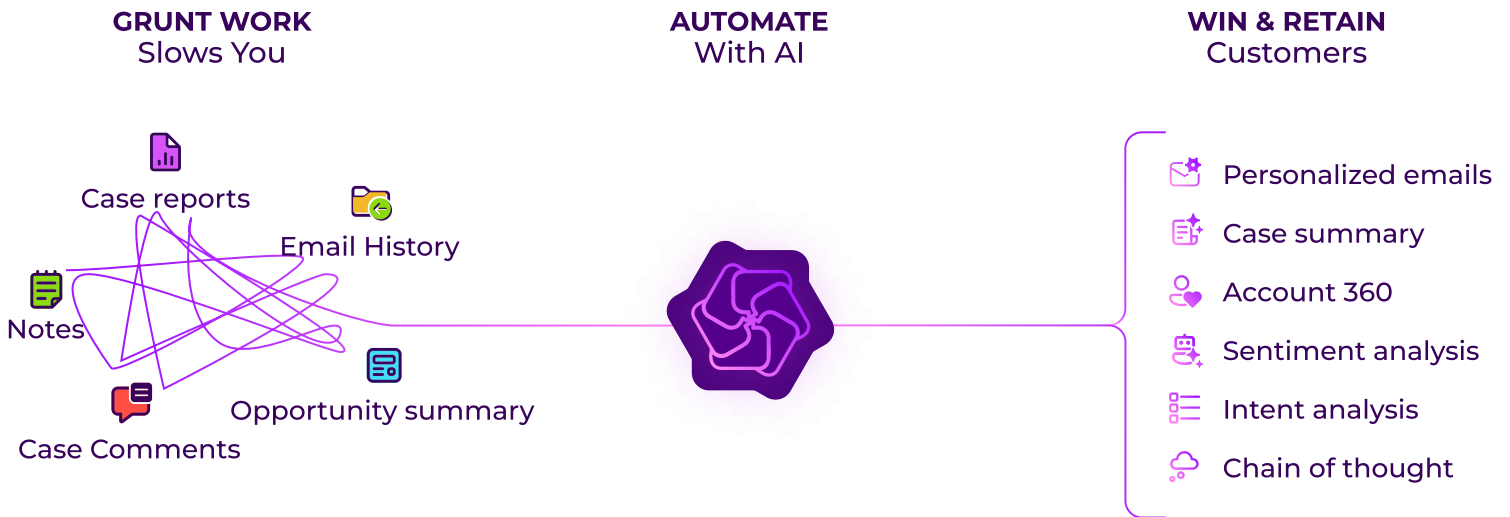 GRUNT WORK
Slows You
AUTOMATE
With AI
WIN & RETAIN
Customers
Case reports
Email History
Notes
Opportunity summary
Case Comments
Personalized emails
Case summary
Account 360
Sentiment analysis
Intent analysis
Chain of thought